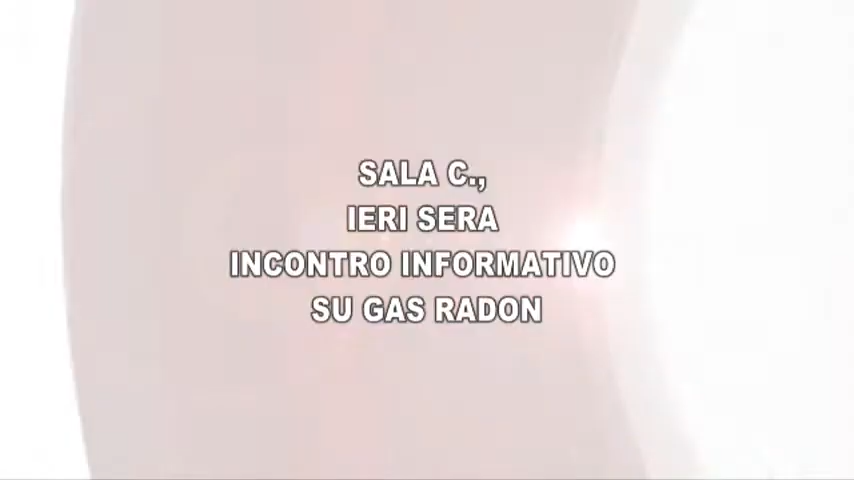 SALA C.,
IERI SERA
INCONTRO INFORMATIVO
SU GAS RADON